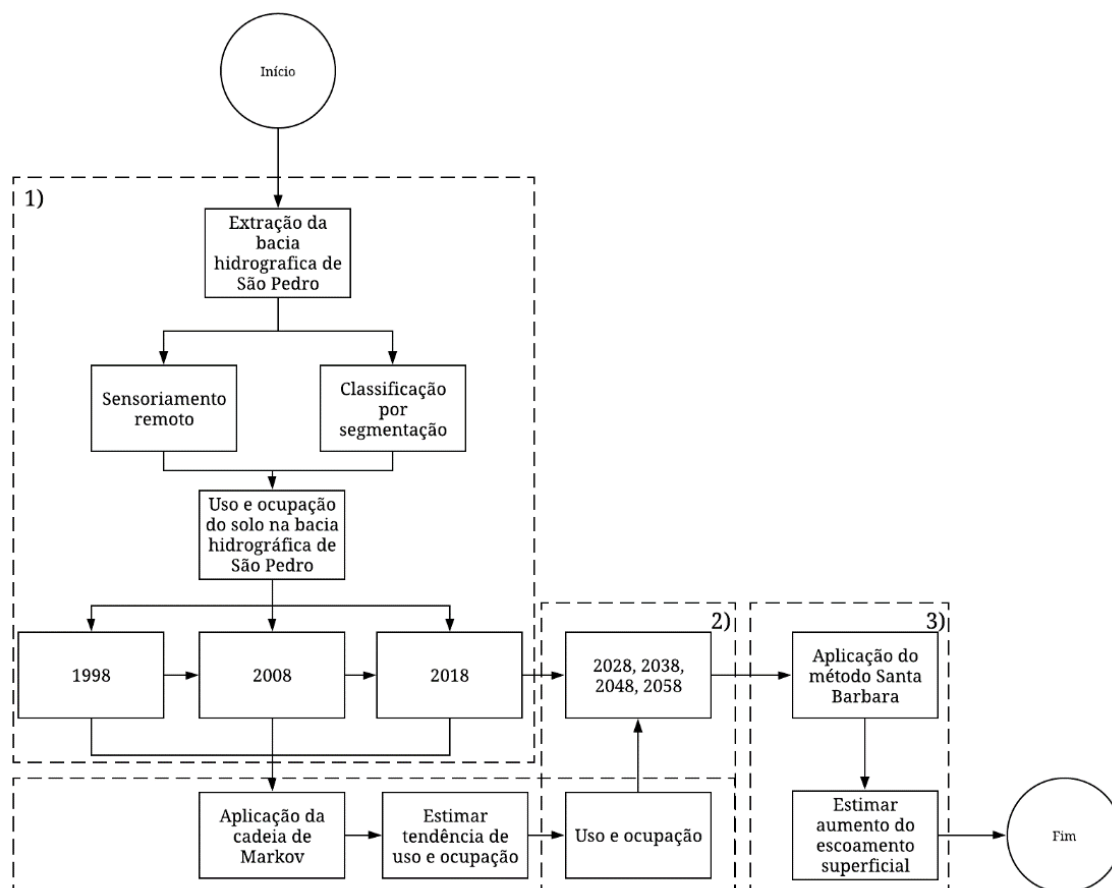 Início
1)
Extração da
bacia
hidrografica de
São Pedro
Sensoriamento
remoto
Classificação
por
segmentação
Uso e ocupação
do solo na bacia
hidrográfica de
São Pedro
1998
2008
2018
2)
2028, 2038,
2048, 2058
3)
Aplicação do
método Santa
Barbara
Aplicação da
cadeia de
Markov
Estimar
tendência de
uso e ocupação
Uso e ocupação
Estimar
aumento do
escoamento
superficial
Fim